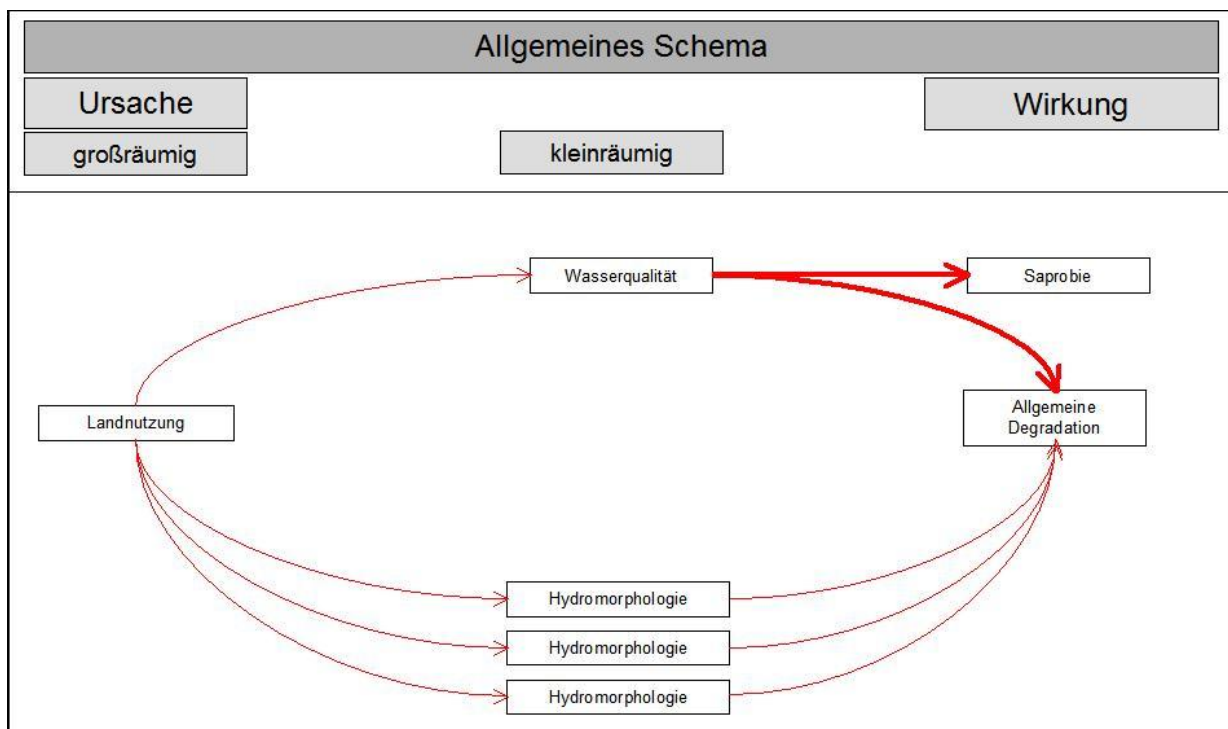 Allgemeines Schema
Ursache
Wirkung
großräumig
kleinräumig
Wasserqualität
Saprobie
Landnutzung
Allgemeine
Degradation
Hydromorphologie
Hydromorphologie
Hydromorphologie